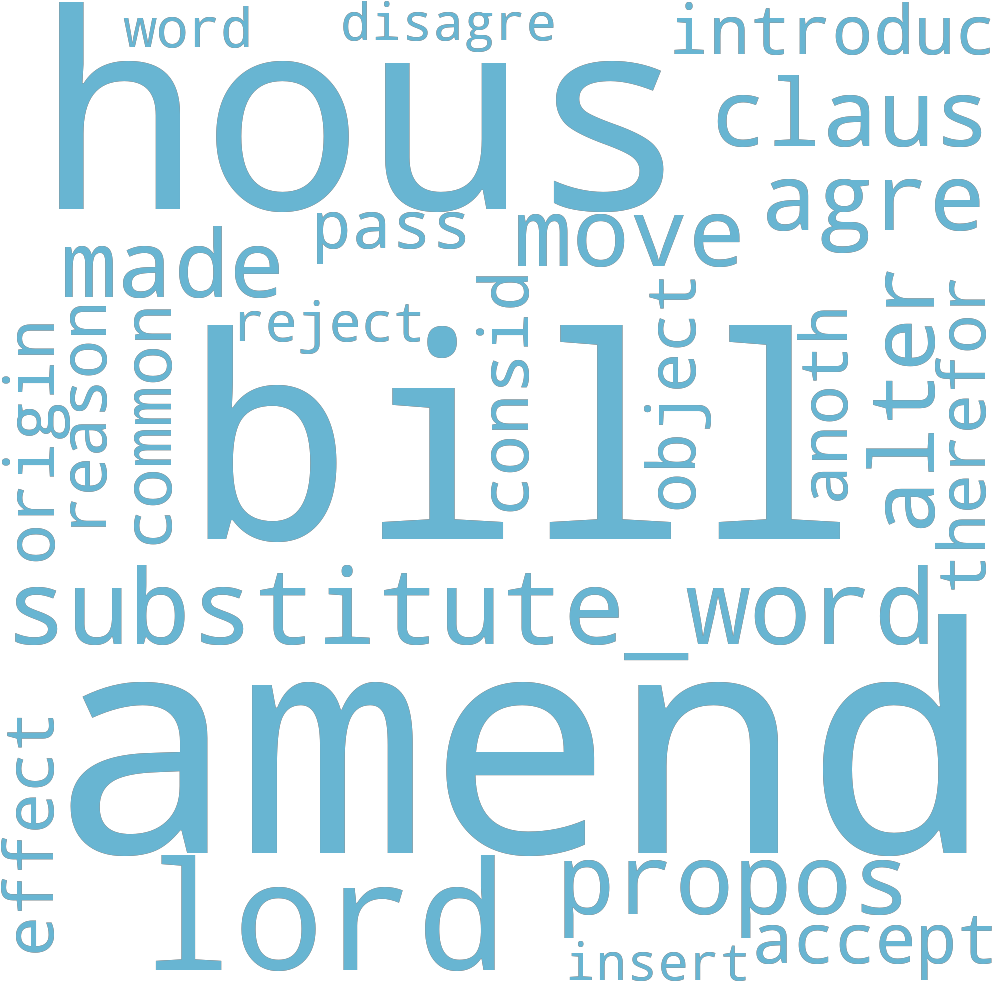 word
disagre
introduc
hous
claus
agre
pass
move
made
reject
consid
object
anoth
alter
therefor
origin
reason
common
bill
substitute_word
amend
effect
lord
propos
accept
insert